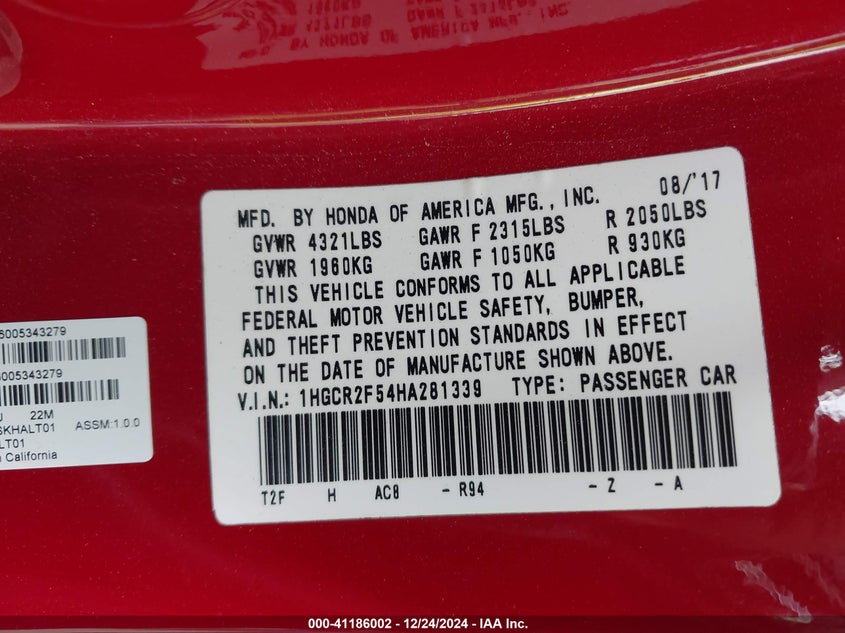 MFD. BY HONDA OF AMERICA MFG., INC. 08/'17
GVWR 4321LBS GAWR F 2315LBS R 2050LBS
GVWR 1960KG GAWR F 1050KG R 930KG
THIS VEHICLE CONFORMS TO ALL APPLICABLE
FEDERAL MOTOR VEHICLE SAFETY, BUMPER,
AND THEFT PREVENTION STANDARDS IN EFFECT
ON THE DATE OF MANUFACTURE SHOWN ABOVE.
V.I.N.: 1HGCR2F54HA281339 TYPE: PASSENGER CAR
T2F H AC8 - R94 - Z - A
6005343279
6005343279
22M
SKHALT01 ASSM:1.0.0
LT01
California
000-41186002 - 12/24/2024 - IAA Inc.